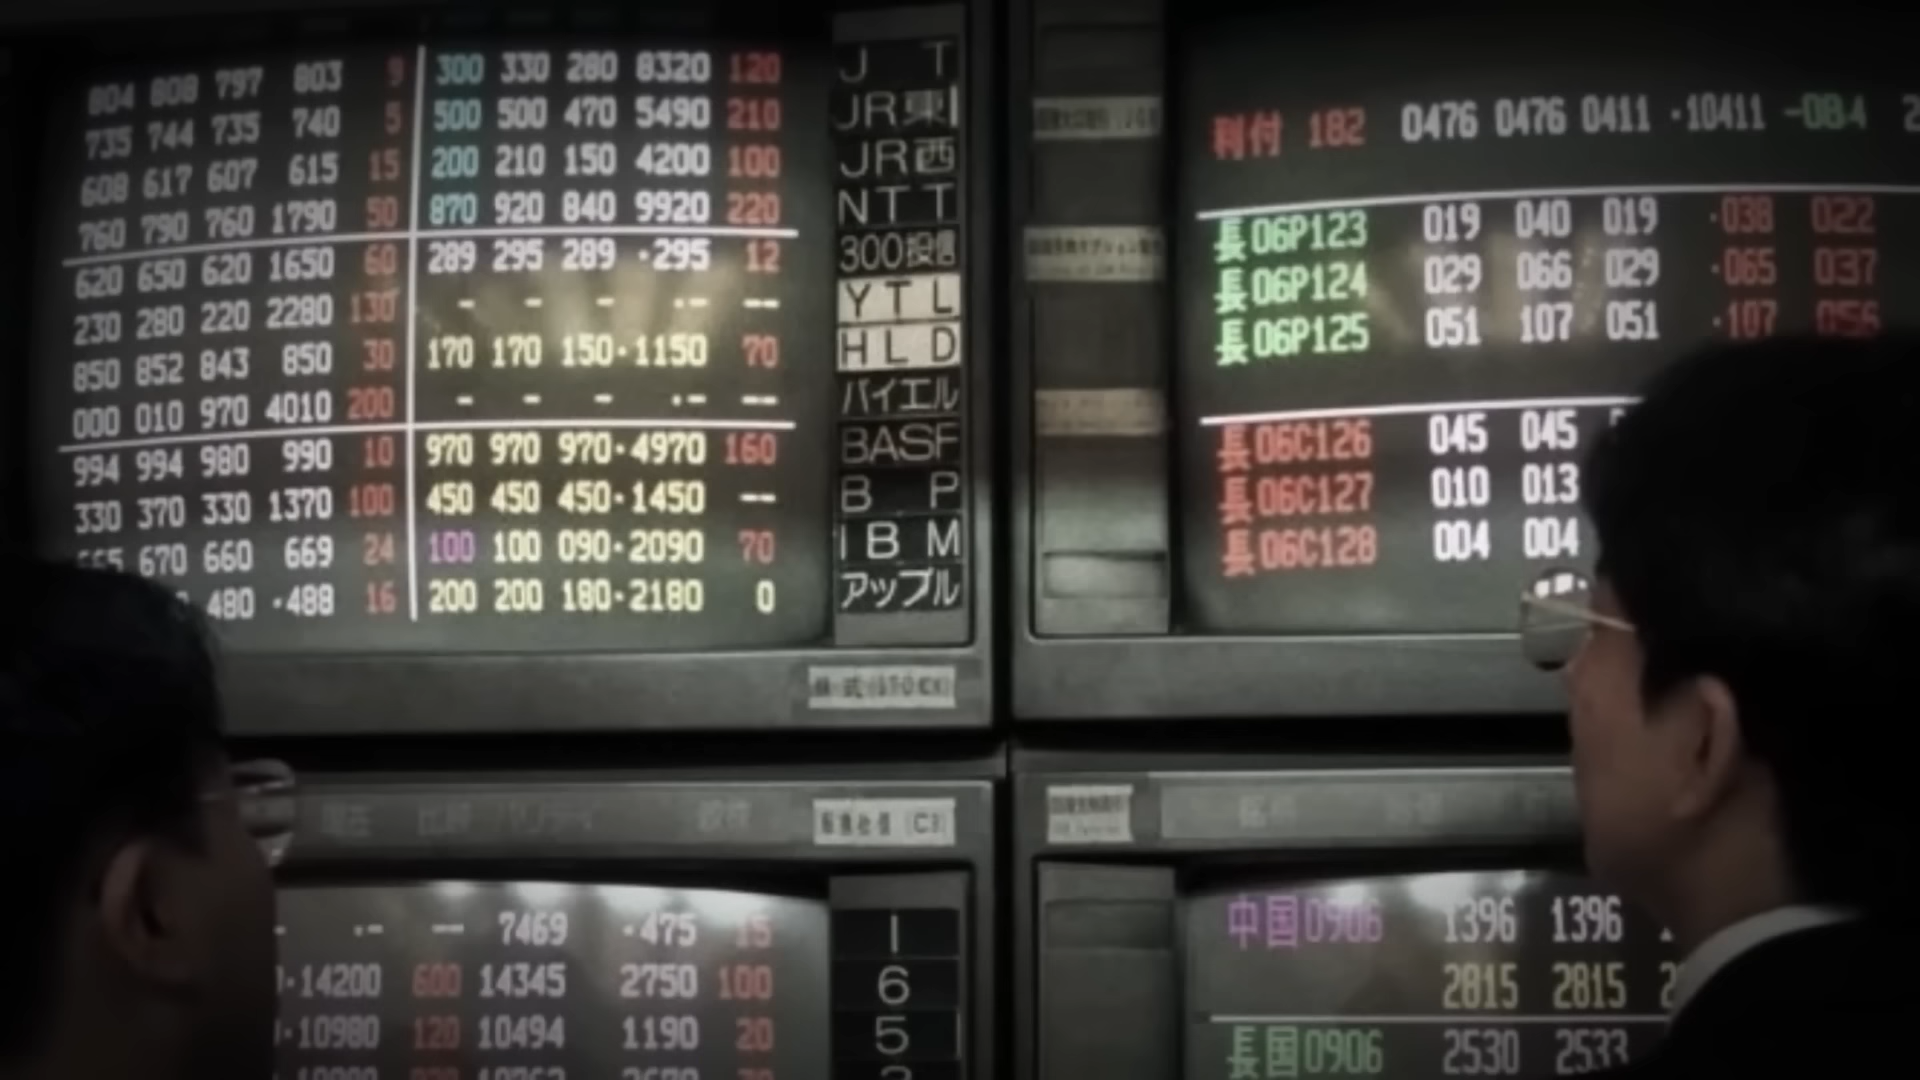 804 808 797 803 9 300 330 280 8320 120 J T
735 744 735 740 5 500 500 470 5490 210 JR東
608 617 607 615 15 200 210 150 4200 100 JR西
760 790 760 1790 50 870 920 840 9920 220 NTT
620 650 620 1650 60 289 295 289 ·295 12 300投信
230 280 220 2280 130 - - - ·- -- YTL
850 852 843 850 30 170 170 150·1150 70 HLD
000 010 970 4010 200 - - - ·- -- バイエル
994 994 980 990 10 970 970 970·4970 160 BASF
330 370 330 1370 100 450 450 450·1450 -- B P
670 660 669 24 100 100 090·2090 70 IBM
480 ·488 16 200 200 180·2180 0 アップル
株式(STOCK)
利付 182 0476 0476 0411 ·10411 -084
長06P123 019 040 019 ·038 022
長06P124 029 066 029 ·065 037
長06P125 051 107 051 ·107 056
長06C126 045 045
長06C127 010 013
長06C128 004 004
- ·- -- 7469 ·475 15 1
·14200 600 14345 2750 100 6
·10980 120 10494 1190 20 5
中国0906 1396 1396
2815 2815 2
長国0906 2530 2533